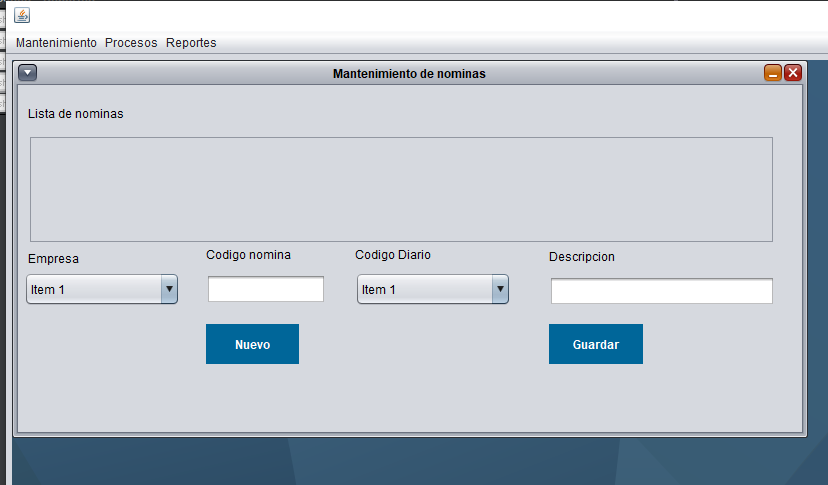 Mantenimiento Procesos Reportes
Mantenimiento de nominas
Lista de nominas
Empresa Codigo nomina Codigo Diario Descripcion
Item 1 Item 1
Nuevo Guardar